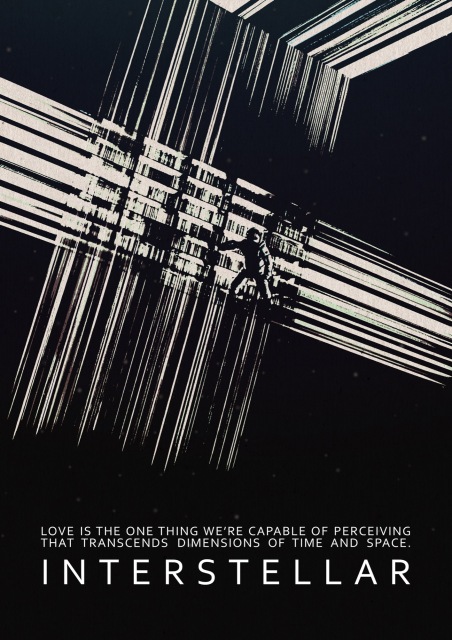 LOVE IS THE ONE THING WE'RE CAPABLE OF PERCEIVING
THAT TRANSCENDS DIMENSIONS OF TIME AND SPACE.
INTERSTELLAR